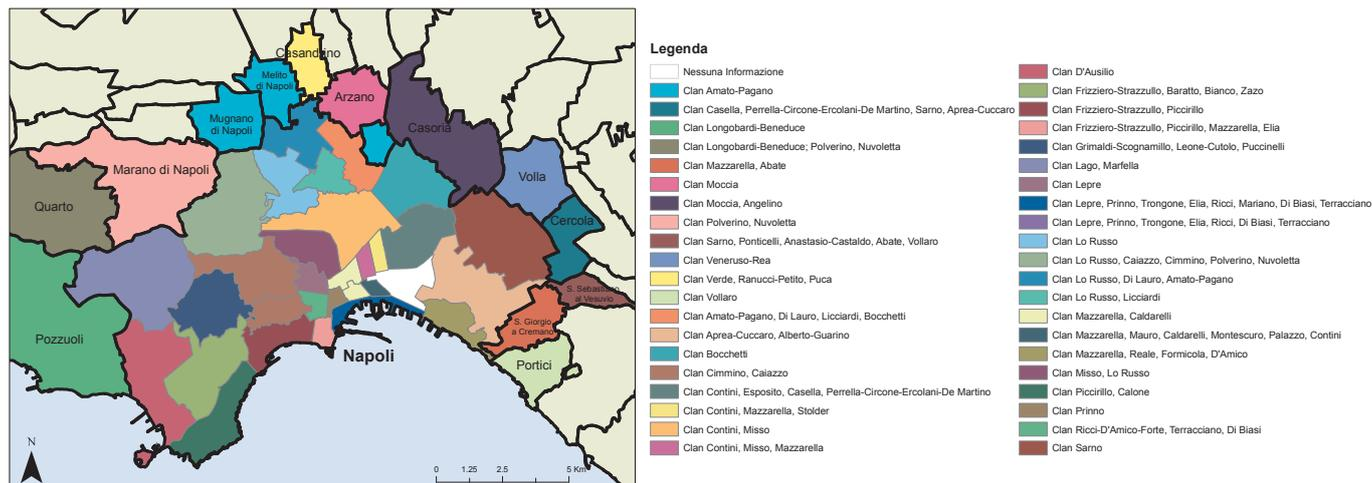 Casandrino
Melito
di Napoli
Arzano
Mugnano
di Napoli
Casoria
Marano di Napoli
Volla
Quarto
Cercola
S. Sebastiano
al Vesuvio
S. Giorgio
a Cremano
Pozzuoli
Napoli
Portici
N
0 1.25 2.5 5 Km
Legenda
Nessuna Informazione
Clan Amato-Pagano
Clan Casella, Perrella-Circone-Ercolani-De Martino, Sarno, Aprea-Cuccaro
Clan Longobardi-Beneduce
Clan Longobardi-Beneduce; Polverino, Nuvoletta
Clan Mazzarella, Abate
Clan Moccia
Clan Moccia, Angelino
Clan Polverino, Nuvoletta
Clan Sarno, Ponticelli, Anastasio-Castaldo, Abate, Vollaro
Clan Veneruso-Rea
Clan Verde, Ranucci-Petito, Puca
Clan Vollaro
Clan Amato-Pagano, Di Lauro, Licciardi, Bocchetti
Clan Aprea-Cuccaro, Alberto-Guarino
Clan Bocchetti
Clan Cimmino, Caiazzo
Clan Contini, Esposito, Casella, Perrella-Circone-Ercolani-De Martino
Clan Contini, Mazzarella, Stolder
Clan Contini, Misso
Clan Contini, Misso, Mazzarella
Clan D'Ausilio
Clan Frizziero-Strazzullo, Baratto, Bianco, Zazo
Clan Frizziero-Strazzullo, Piccirillo
Clan Frizziero-Strazzullo, Piccirillo, Mazzarella, Elia
Clan Grimaldi-Scognamillo, Leone-Cutolo, Puccinelli
Clan Lago, Marfella
Clan Lepre
Clan Lepre, Prinno, Trongone, Elia, Ricci, Mariano, Di Biasi, Terracciano
Clan Lepre, Prinno, Trongone, Elia, Ricci, Di Biasi, Terracciano
Clan Lo Russo
Clan Lo Russo, Caiazzo, Cimmino, Polverino, Nuvoletta
Clan Lo Russo, Di Lauro, Amato-Pagano
Clan Lo Russo, Licciardi
Clan Mazzarella, Caldarelli
Clan Mazzarella, Mauro, Caldarelli, Montescuro, Palazzo, Contini
Clan Mazzarella, Reale, Formicola, D'Amico
Clan Misso, Lo Russo
Clan Piccirillo, Calone
Clan Prinno
Clan Ricci-D'Amico-Forte, Terracciano, Di Biasi
Clan Sarno